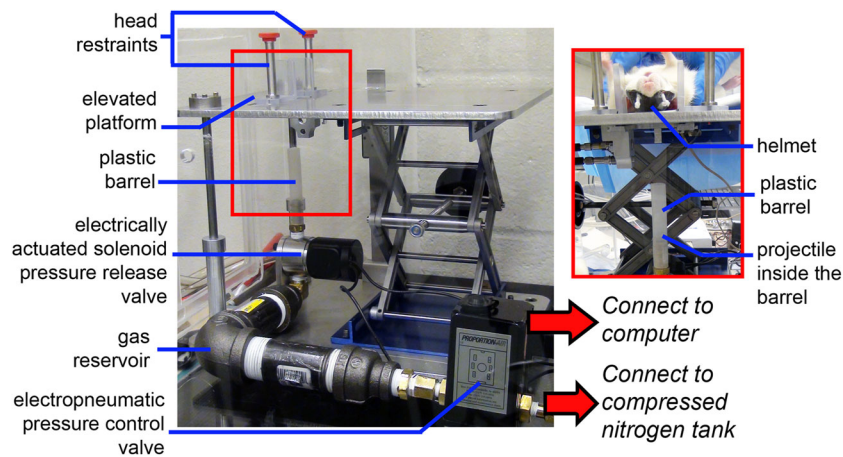 head
restraints
elevated
platform
plastic
barrel
electrically
actuated solenoid
pressure release
valve
gas
reservoir
electropneumatic
pressure control
valve
PROPORTIONAIR
helmet
plastic
barrel
projectile
inside the
barrel
Connect to
computer
Connect to
compressed
nitrogen tank